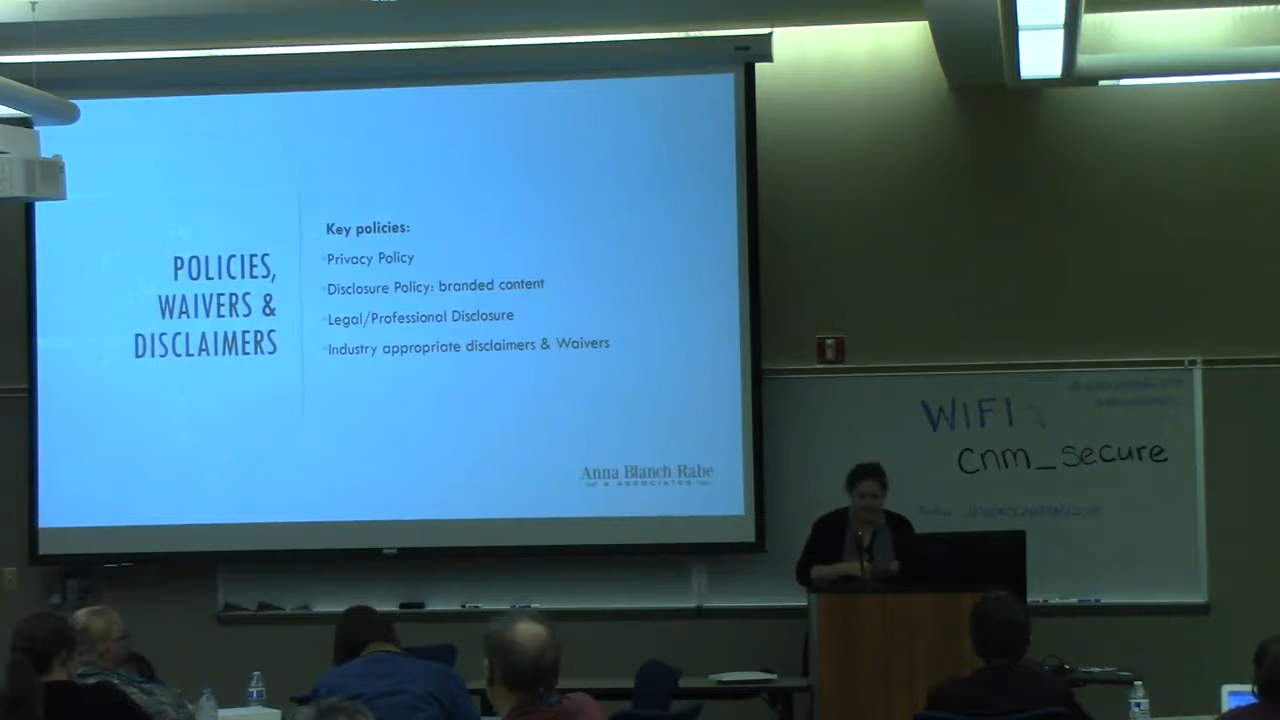 POLICIES,
WAIVERS &
DISCLAIMERS
Key policies:
Privacy Policy
Disclosure Policy: branded content
Legal/Professional Disclosure
Industry appropriate disclaimers & Waivers
Anna Blanch Rabe
& ASSOCIATES
WIFI
cnm_secure